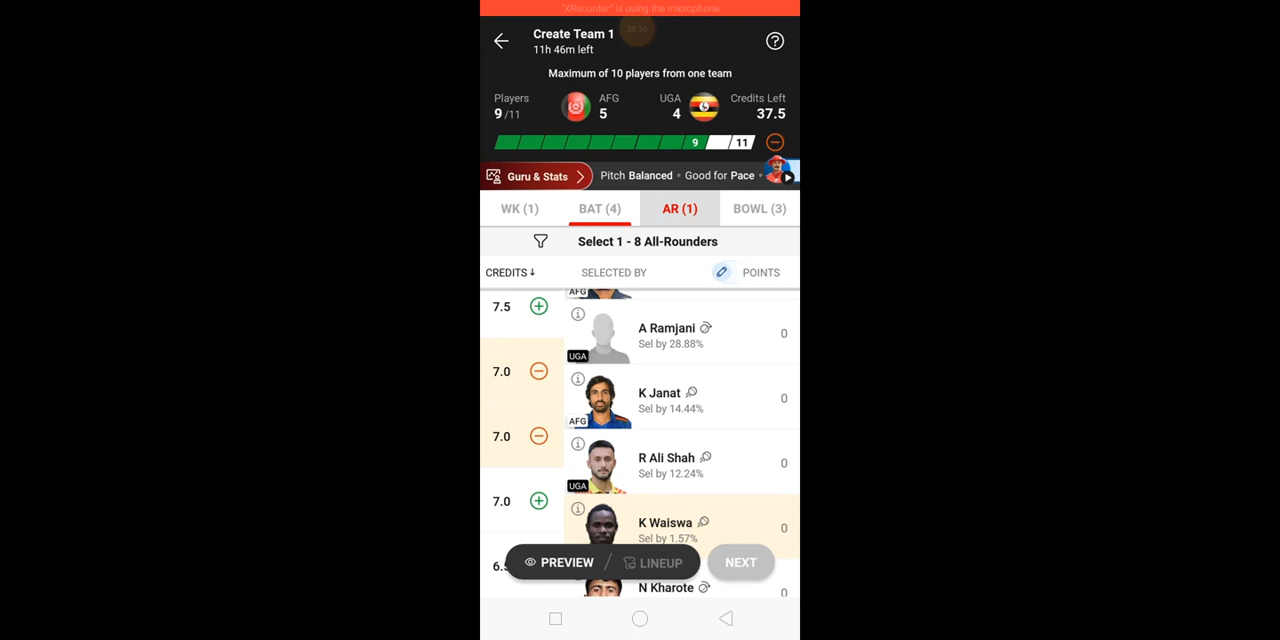 "XRecorder" is using the microphone
Create Team 1
11h 46m left
Maximum of 10 players from one team
Players
9/11
AFG
5
UGA
4
Credits Left
37.5
9
11
Guru & Stats
Pitch Balanced • Good for Pace •
WK (1)
BAT (4)
AR (1)
BOWL (3)
Select 1 - 8 All-Rounders
CREDITS↓
SELECTED BY
POINTS
AFG
7.5
A Ramjani
Sel by 28.88%
0
UGA
7.0
K Janat
Sel by 14.44%
0
AFG
7.0
R Ali Shah
Sel by 12.24%
0
UGA
7.0
K Waiswa
Sel by 1.57%
0
PREVIEW
LINEUP
NEXT
N Kharote
0